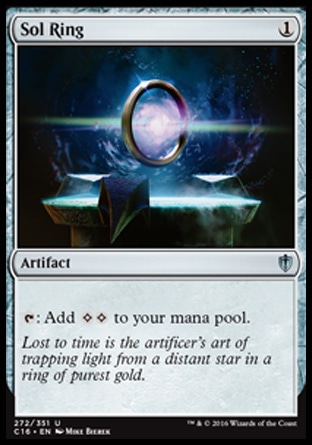 Sol Ring 1
Artifact
: Add to your mana pool.
Lost to time is the artificer's art of
trapping light from a distant star in a
ring of purest gold.
272/351 U
C16 • EN Mike Bierek
™ & © 2016 Wizards of the Coast